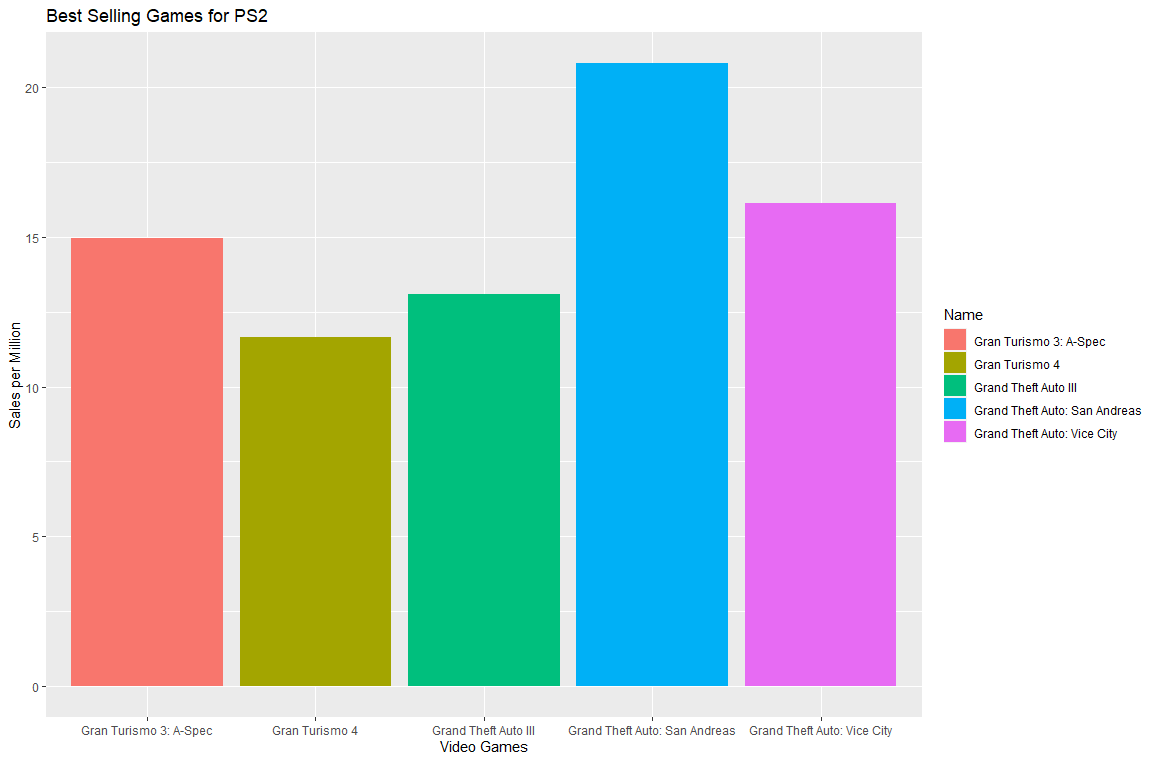 Best Selling Games for PS2
20
15
10
5
0
Sales per Million
Gran Turismo 3: A-Spec
Gran Turismo 4
Grand Theft Auto III
Grand Theft Auto: San Andreas
Grand Theft Auto: Vice City
Video Games
Name
Gran Turismo 3: A-Spec
Gran Turismo 4
Grand Theft Auto III
Grand Theft Auto: San Andreas
Grand Theft Auto: Vice City